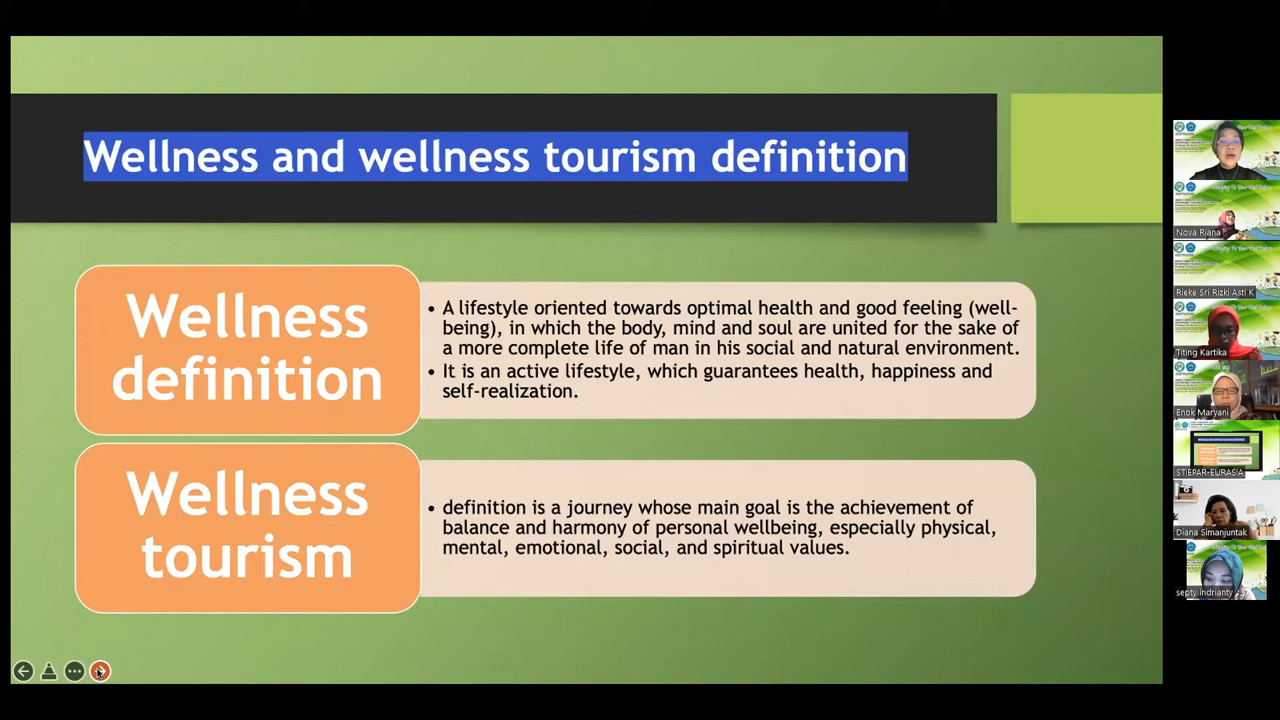 Wellness and wellness tourism definition
Wellness
definition
• A lifestyle oriented towards optimal health and good feeling (well-
being), in which the body, mind and soul are united for the sake of
a more complete life of man in his social and natural environment.
• It is an active lifestyle, which guarantees health, happiness and
self-realization.
Wellness
tourism
• definition is a journey whose main goal is the achievement of
balance and harmony of personal wellbeing, especially physical,
mental, emotional, social, and spiritual values.
Nova Riana
Rieke Sri Rizki Asti K
Titing Kartika
Enok Maryani
STIEPAR-EURASIA
Diana Simanjuntak
septy indrianty